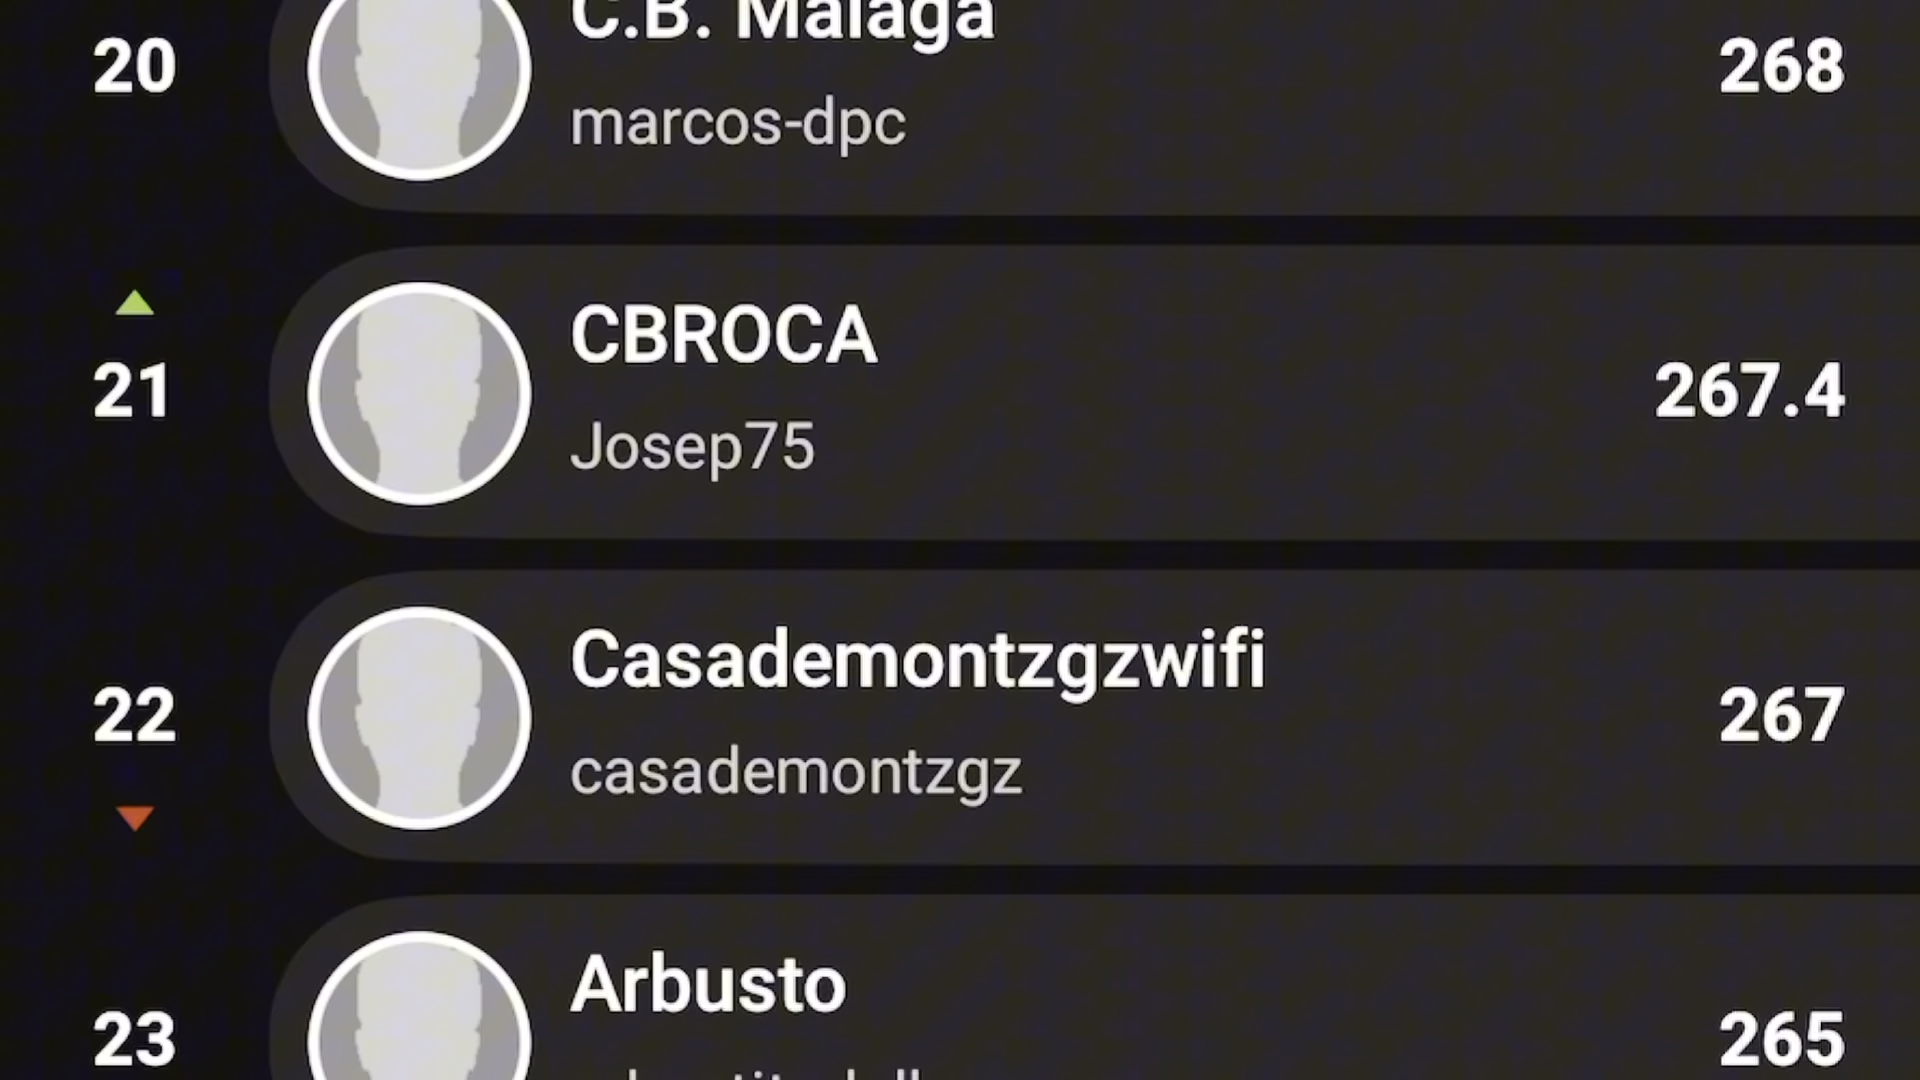 20
C.B. Malaga
marcos-dpc
268
21
CBROCA
Josep75
267.4
22
Casademontzgzwifi
casademontzgz
267
23
Arbusto
265